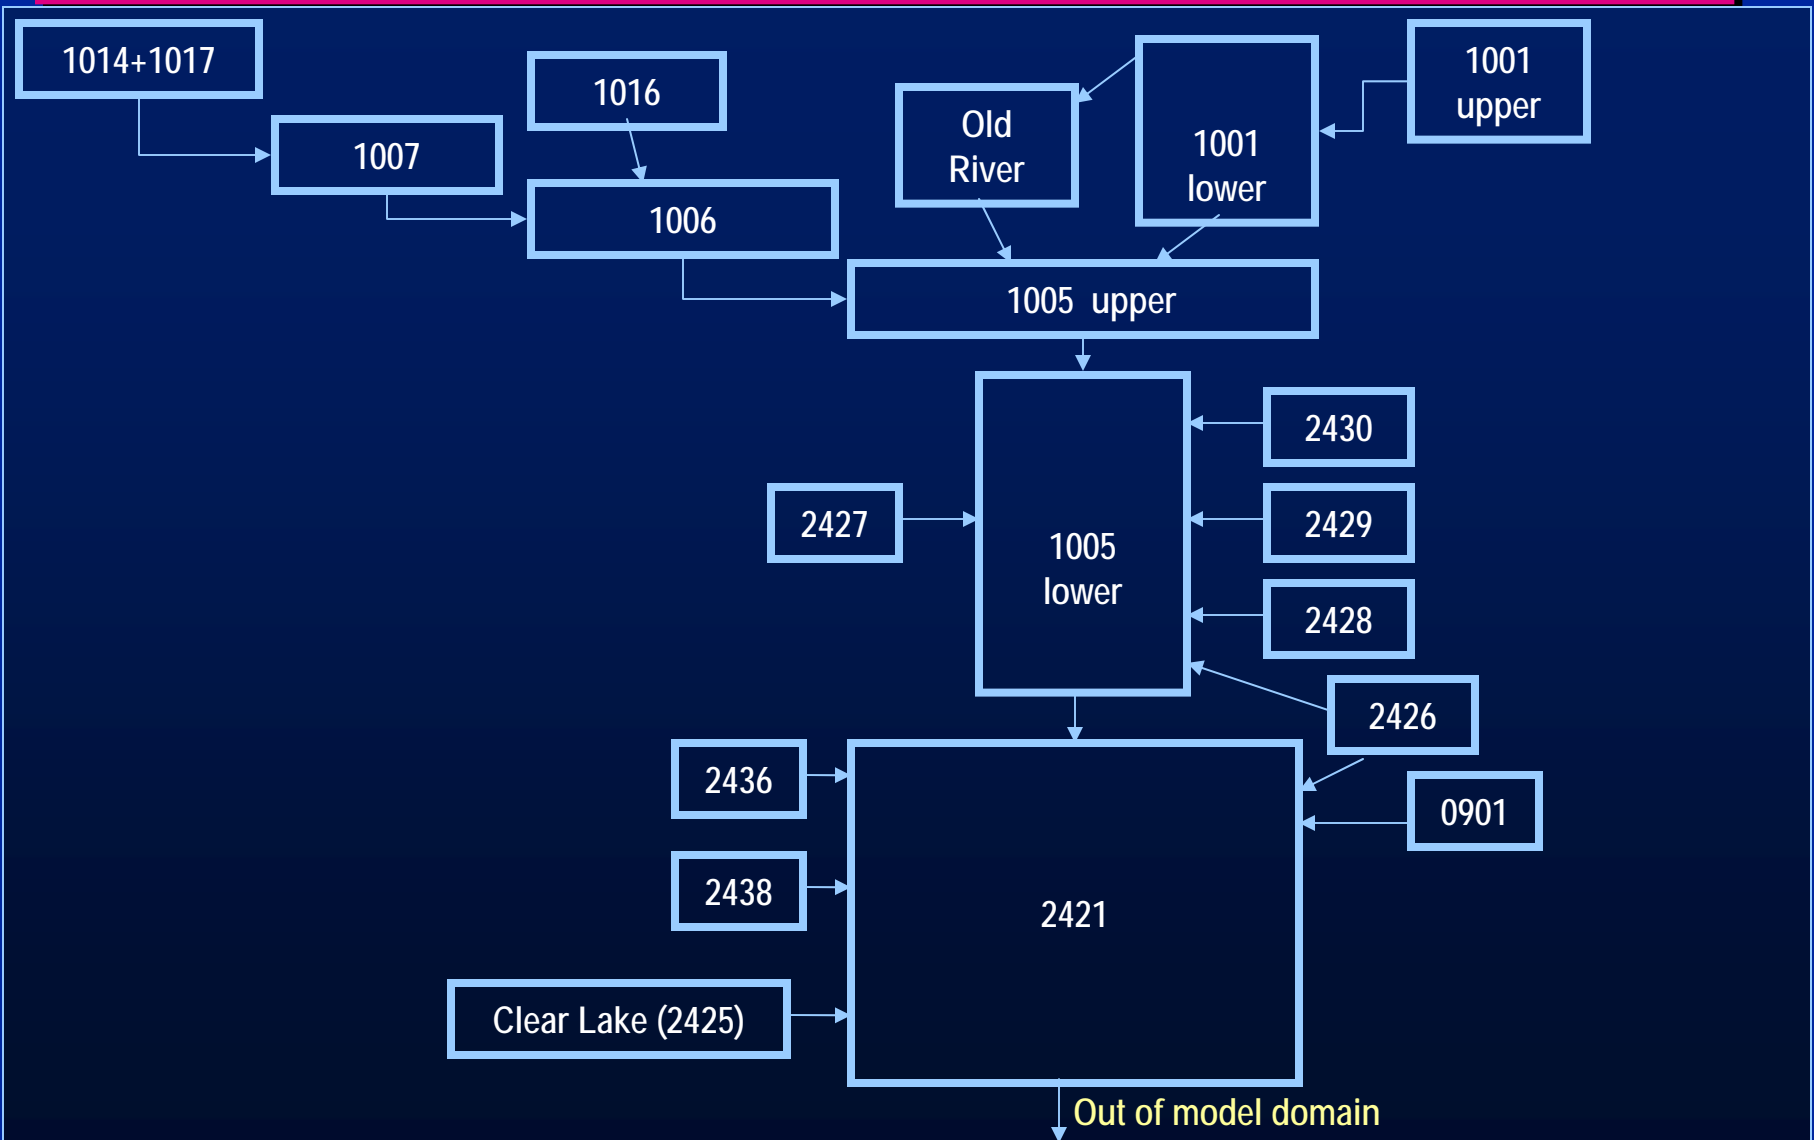 1014+1017
1016
1001
upper
Old
River
1001
lower
1007
1006
1005 upper
2430
2427
2429
1005
lower
2428
2426
2436
0901
2438
2421
Clear Lake (2425)
Out of model domain